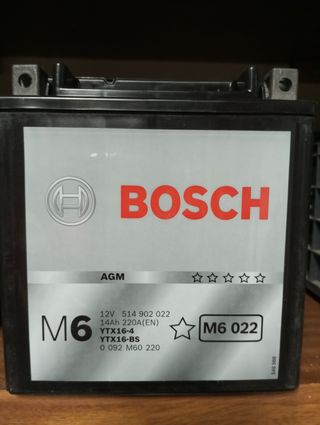 BOSCH
AGM
M6
12V 514 902 022
14Ah 220A(EN)
YTX16-4
YTX16-BS
0 092 M60 220
M6 022